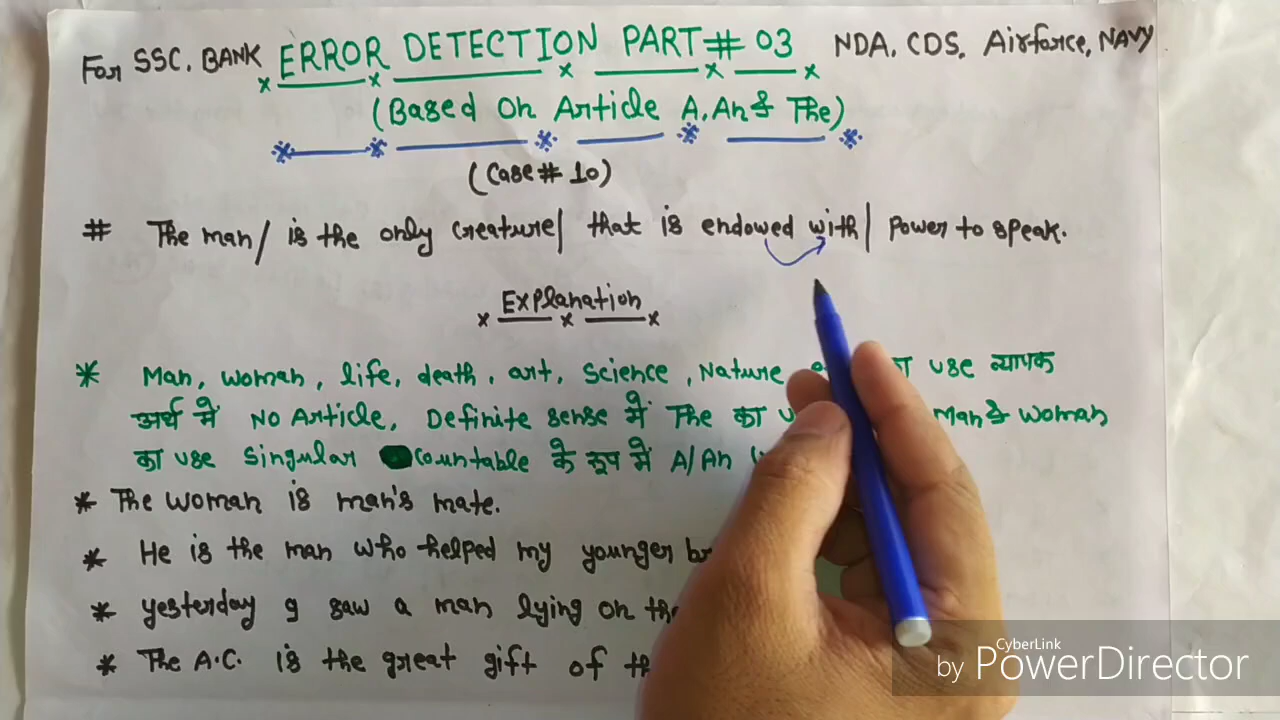 For SSC, BANK ERROR DETECTION PART # 03 NDA, CDS, Airforce, NAVY
(Based On Article A, An & The)
(Case # 10)
# The man / is the only creature / that is endowed with / power to speak.
Explanation
* Man, woman, life, death, art, Science, Nature का use व्यापक
अर्थ में No Article, Definite sense में The का Man & woman
का use Singular countable के रूप में A/An
* The woman is man's mate.
* He is the man who helped my younger
* yesterday I saw a man lying on
* The A.C. is the great gift of
CyberLink
by PowerDirector